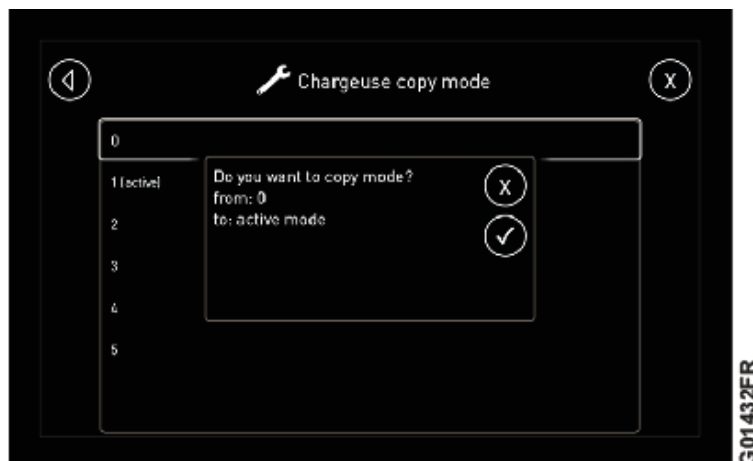 Chargeuse copy mode
X
0
1 (active)
Do you want to copy mode?
from: 0
to: active mode
X
2
3
4
5
G01432FR